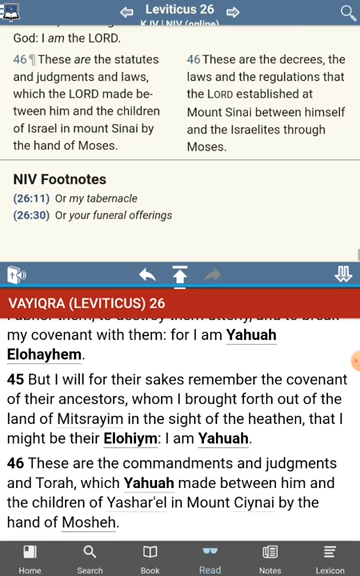 Leviticus 26
KJV | NIV (online)
God: I am the LORD.
46 ¶ These are the statutes
and judgments and laws,
which the LORD made be-
tween him and the children
of Israel in mount Sinai by
the hand of Moses.
46 These are the decrees, the
laws and the regulations that
the LORD established at
Mount Sinai between himself
and the Israelites through
Moses.
NIV Footnotes
(26:11) Or my tabernacle
(26:30) Or your funeral offerings
VAYIQRA (LEVITICUS) 26
my covenant with them: for I am Yahuah
Elohayhem.
45 But I will for their sakes remember the covenant
of their ancestors, whom I brought forth out of the
land of Mitsrayim in the sight of the heathen, that I
might be their Elohiym: I am Yahuah.
46 These are the commandments and judgments
and Torah, which Yahuah made between him and
the children of Yashar'el in Mount Ciynai by the
hand of Mosheh.
Home
Search
Book
Read
Notes
Lexicon